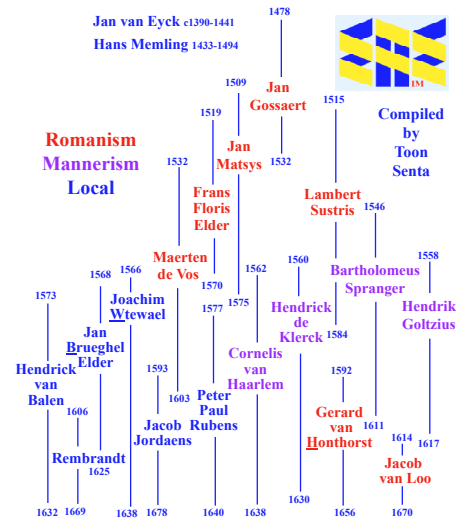 Jan van Eyck c1390-1441
Hans Memling 1433-1494
1478
Jan
Gossaert
1532
IM
Compiled
by
Toon
Senta
Romanism
Mannerism
Local
1509
Jan
Matsys
1575
1519
Frans
Floris
Elder
1570
1515
Lambert
Sustris
1584
1532
Maerten
de Vos
1603
1546
Bartholomeus
Spranger
1611
1558
Hendrik
Goltzius
1617
1560
Hendrick
de
Klerck
1630
1562
Cornelis
van
Haarlem
1638
1566
Joachim
Wtewael
1638
1568
Jan
Brueghel
Elder
1625
1573
Hendrick
van
Balen
1632
1577
Peter
Paul
Rubens
1640
1593
Jacob
Jordaens
1678
1592
Gerard
van
Honthorst
1656
1606
Rembrandt
1669
1614
Jacob
van Loo
1670